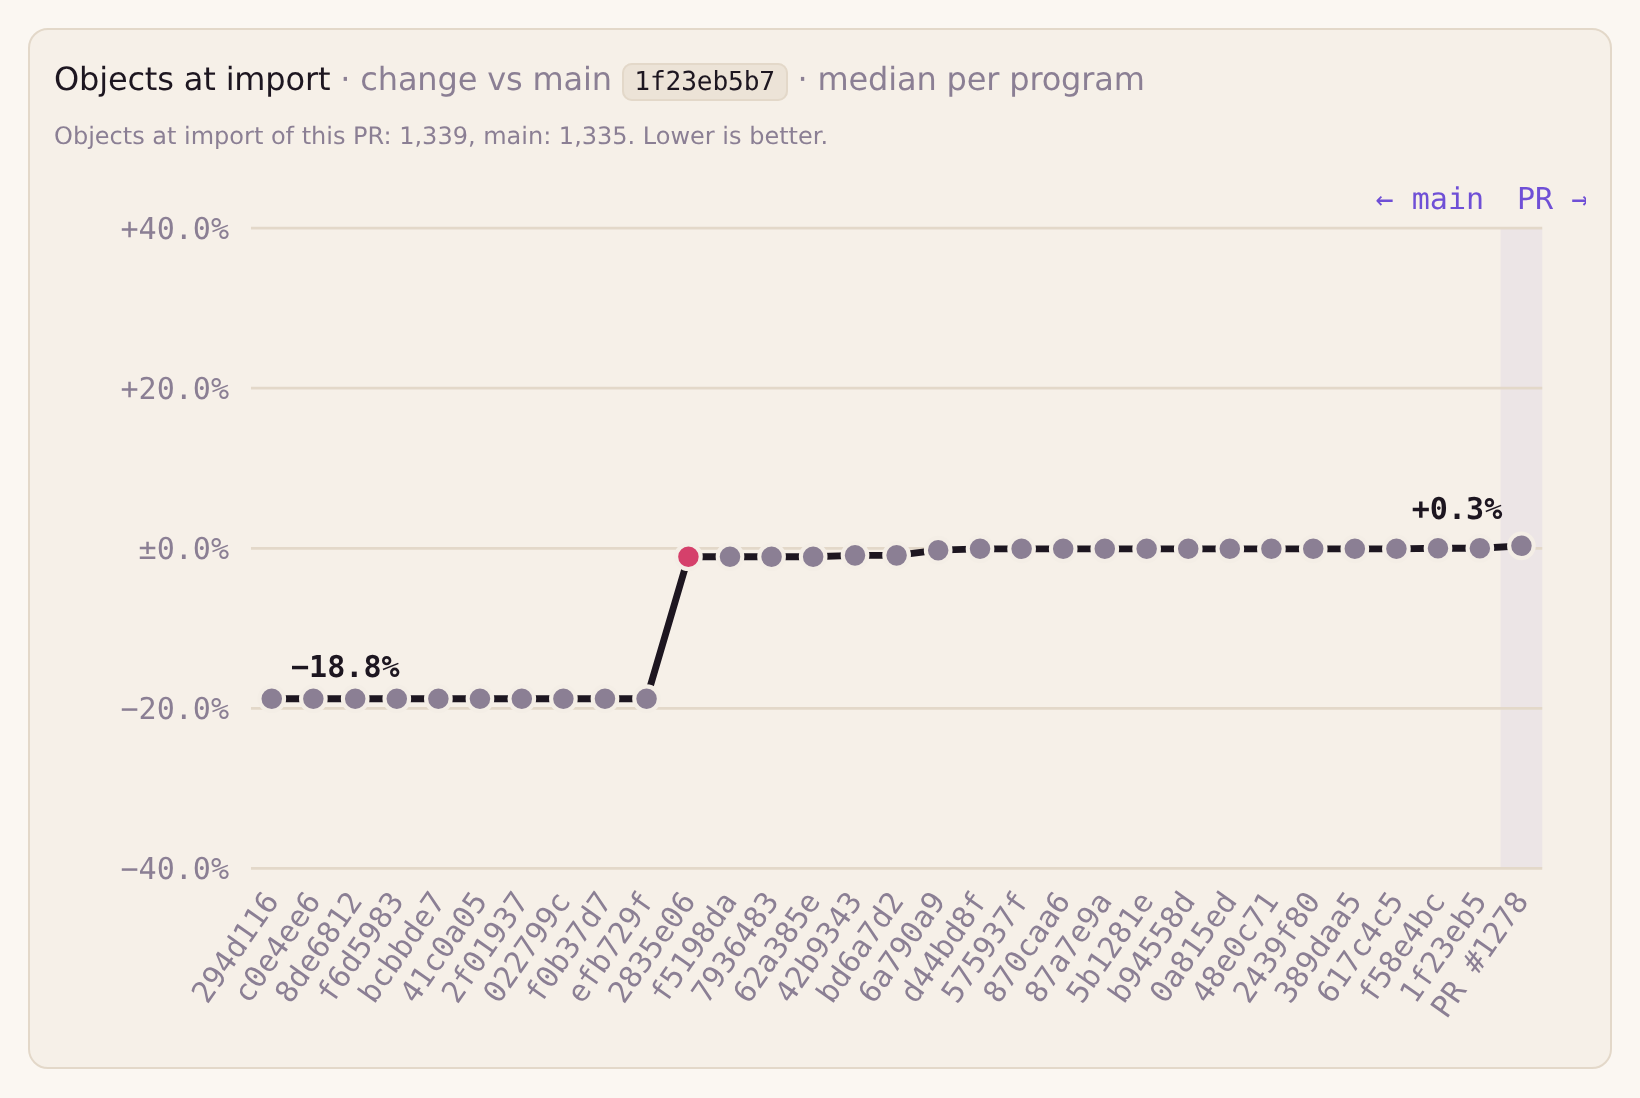 Objects at import · change vs main 1f23eb5b7 · median per program
Objects at import of this PR: 1,339, main: 1,335. Lower is better.
← main PR →
+40.0%
+20.0%
+0.3%
±0.0%
−18.8%
−20.0%
−40.0%
294d116
c0e4ee6
8de6812
f6d5983
bcbbde7
41c0a05
2f01937
022799c
f0b37d7
efb729f
2835e06
f5198da
7936483
62a385e
42b9343
bd6a7d2
6a790a9
d44bd8f
575937f
870caa6
87a7e9a
5b1281e
b94558d
0a815ed
48e0c71
2439f80
389daa5
617c4c5
f58e4bc
1f23eb5
PR #1278